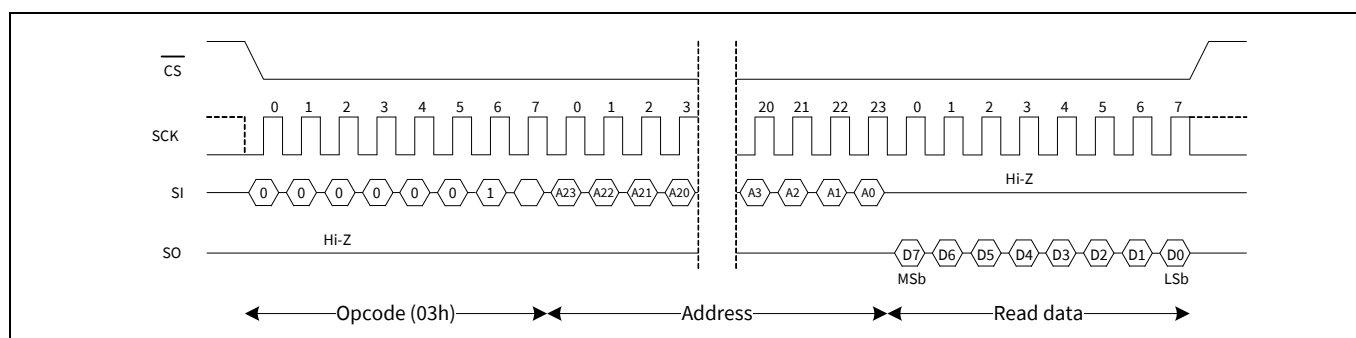 CS
0 1 2 3 4 5 6 7 0 1 2 3 20 21 22 23 0 1 2 3 4 5 6 7
SCK
Hi-Z
SI 0 0 0 0 0 0 1 A23 A22 A21 A20 A3 A2 A1 A0
Hi-Z
SO D7 D6 D5 D4 D3 D2 D1 D0
MSb LSb
Opcode (03h) Address Read data